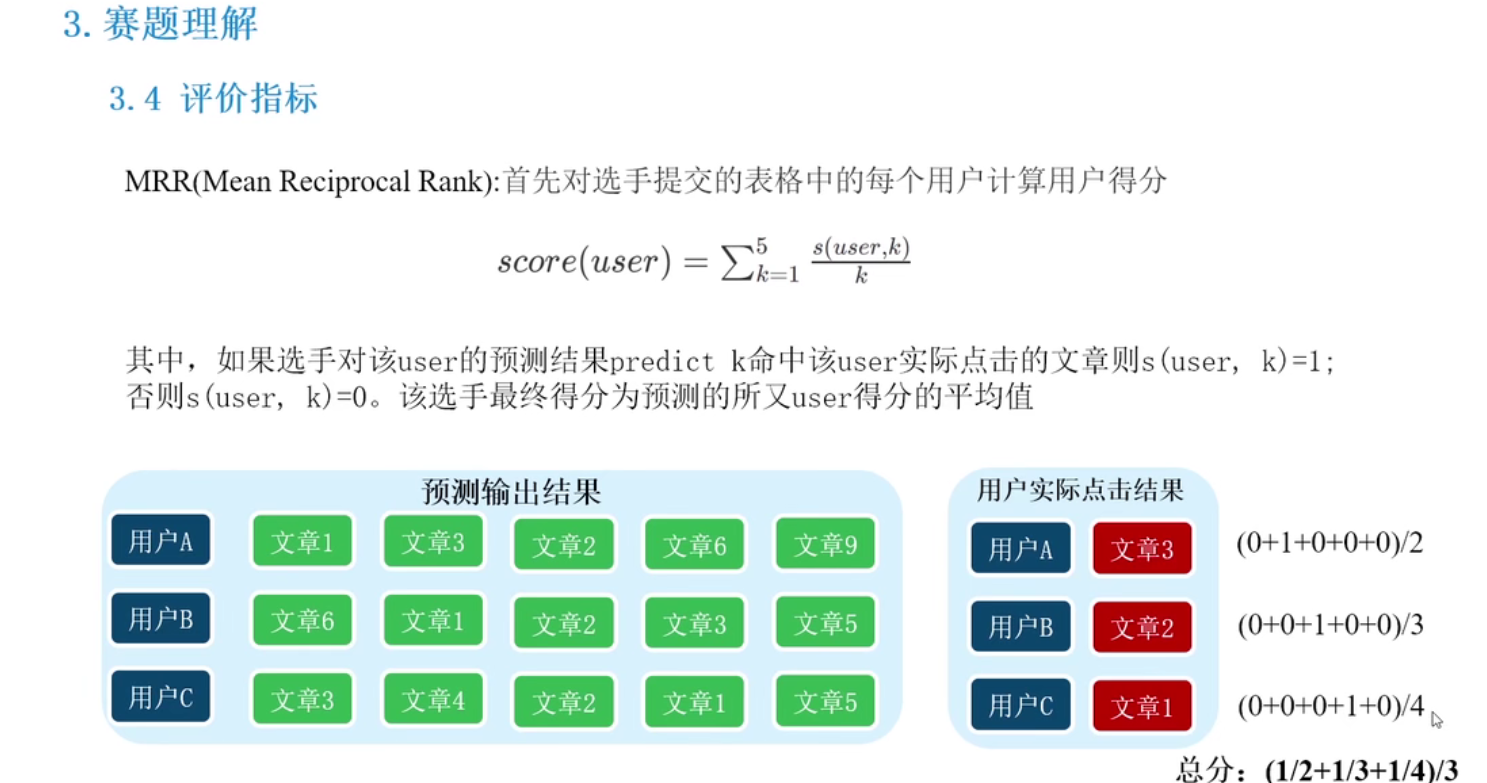 3. 赛题理解
3.4 评价指标
MRR(Mean Reciprocal Rank):首先对选手提交的表格中的每个用户计算用户得分
score(user) = ∑_{k=1}^{5} \frac{s(user,k)}{k}
其中，如果选手对该user的预测结果predict k命中该user实际点击的文章则s(user, k)=1;
否则s(user, k)=0。该选手最终得分为预测的所又user得分的平均值
预测输出结果
用户A 文章1 文章3 文章2 文章6 文章9
用户B 文章6 文章1 文章2 文章3 文章5
用户C 文章3 文章4 文章2 文章1 文章5
用户实际点击结果
用户A 文章3 (0+1+0+0+0)/2
用户B 文章2 (0+0+1+0+0)/3
用户C 文章1 (0+0+0+1+0)/4
总分：(1/2+1/3+1/4)/3